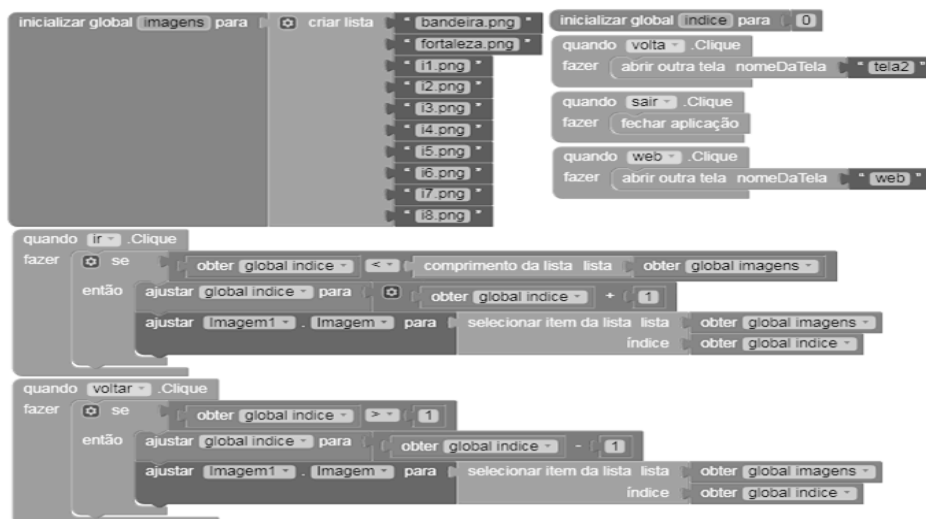 inicializar global imagens para criar lista " bandeira.png "
" fortaleza.png "
" i1.png "
" i2.png "
" i3.png "
" i4.png "
" i5.png "
" i6.png "
" i7.png "
" i8.png "
inicializar global indice para 0
quando volta .Clique
fazer abrir outra tela nomeDaTela " tela2 "
quando sair .Clique
fazer fechar aplicação
quando web .Clique
fazer abrir outra tela nomeDaTela " web "
quando ir .Clique
fazer se obter global indice < comprimento da lista lista obter global imagens
então ajustar global indice para obter global indice + 1
ajustar Imagem1 . Imagem para selecionar item da lista lista obter global imagens
índice obter global indice
quando voltar .Clique
fazer se obter global indice > 1
então ajustar global indice para obter global indice - 1
ajustar Imagem1 . Imagem para selecionar item da lista lista obter global imagens
índice obter global indice